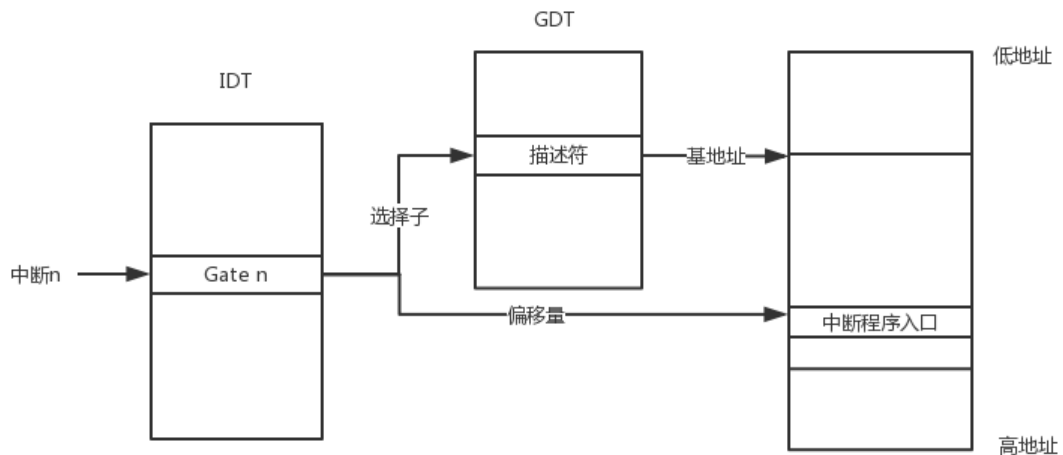 GDT
低地址
IDT
描述符
基地址
选择子
中断n
Gate n
偏移量
中断程序入口
高地址